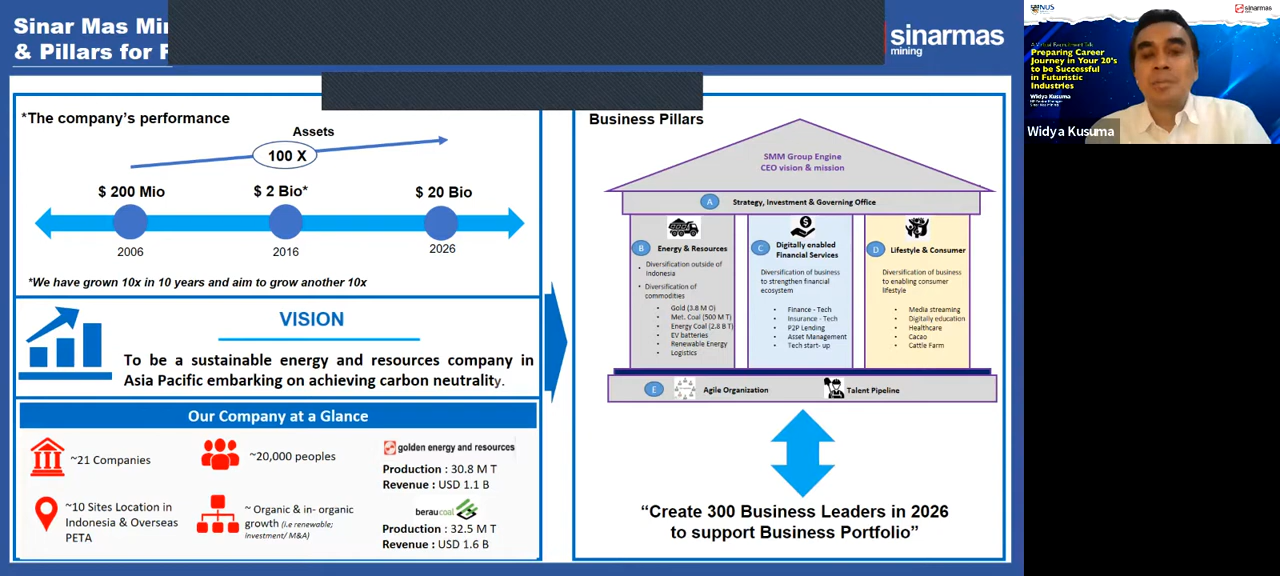 Sinar Mas Min
& Pillars for
sinarmas
mining
*The company's performance
Assets
100 X
$ 200 Mio
$ 2 Bio*
$ 20 Bio
2006
2016
2026
*We have grown 10x in 10 years and aim to grow another 10x
VISION
To be a sustainable energy and resources company in
Asia Pacific embarking on achieving carbon neutrality.
Our Company at a Glance
~21 Companies
~20,000 peoples
golden energy and resources
Production : 30.8 M T
Revenue : USD 1.1 B
~10 Sites Location in
Indonesia & Overseas
PETA
~ Organic & in- organic
growth (i.e renewable;
investment/ M&A)
beraucoal
Production : 32.5 M T
Revenue : USD 1.6 B
Business Pillars
SMM Group Engine
CEO vision & mission
A Strategy, Investment & Governing Office
B Energy & Resources
• Diversification outside of
Indonesia
• Diversification of
commodities
• Gold (3.8 M O)
• Met. Coal (500 M T)
• Energy Coal (2.8 B T)
• EV batteries
• Renewable Energy
• Logistics
C Digitally enabled
Financial Services
Diversification of business
to strengthen financial
ecosystem
• Finance - Tech
• Insurance - Tech
• P2P Lending
• Asset Management
• Tech start- up
D Lifestyle & Consumer
Diversification of business
to enabling consumer
lifestyle
• Media streaming
• Digitally education
• Healthcare
• Cacao
• Cattle Farm
E Agile Organization
Talent Pipeline
“Create 300 Business Leaders in 2026
to support Business Portfolio”
NUS
sinarmas
Preparing Career
Journey in Your 20's
to be Successful
in Futuristic
Industries
Widya Kusuma
Widya Kusuma